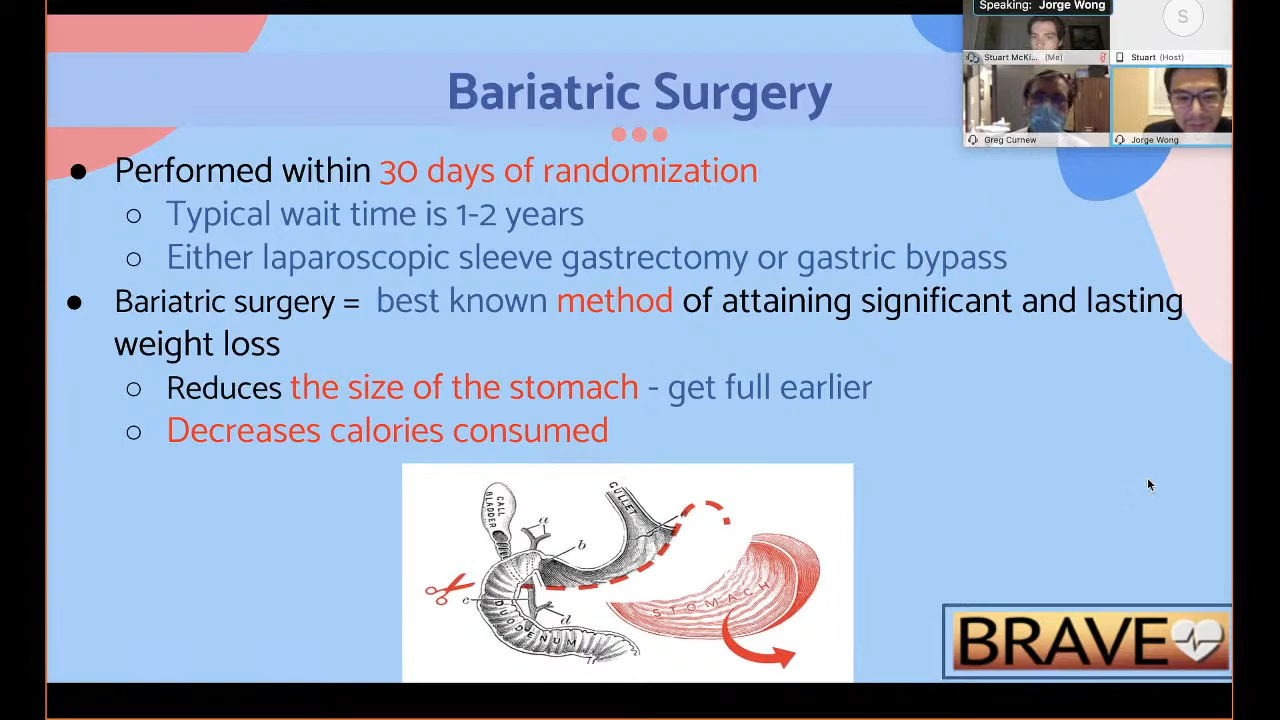 Speaking: Jorge Wong
S
Stuart McKi... (Me)
Stuart (Host)
Greg Curnew
Jorge Wong
Bariatric Surgery
● Performed within 30 days of randomization
○ Typical wait time is 1-2 years
○ Either laparoscopic sleeve gastrectomy or gastric bypass
● Bariatric surgery = best known method of attaining significant and lasting
weight loss
○ Reduces the size of the stomach - get full earlier
○ Decreases calories consumed
GALL
BLADDER
GULLET
a
b
c
d
DUODENUM
STOMACH
BRAVE